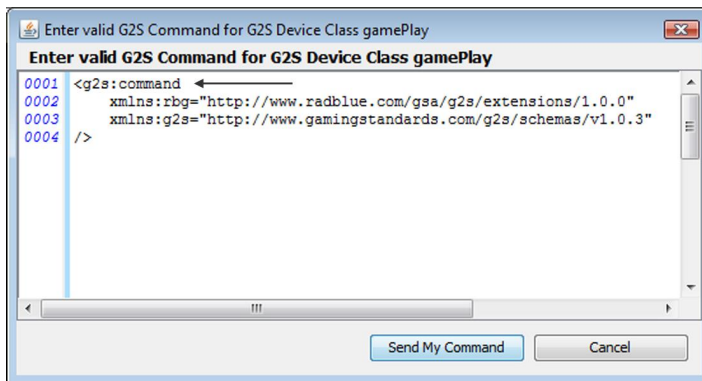 Enter valid G2S Command for G2S Device Class gamePlay
Enter valid G2S Command for G2S Device Class gamePlay
0001 <g2s:command
0002 xmlns:rbg="http://www.radblue.com/gsa/g2s/extensions/1.0.0"
0003 xmlns:g2s="http://www.gamingstandards.com/g2s/schemas/v1.0.3"
0004 />
Send My Command Cancel